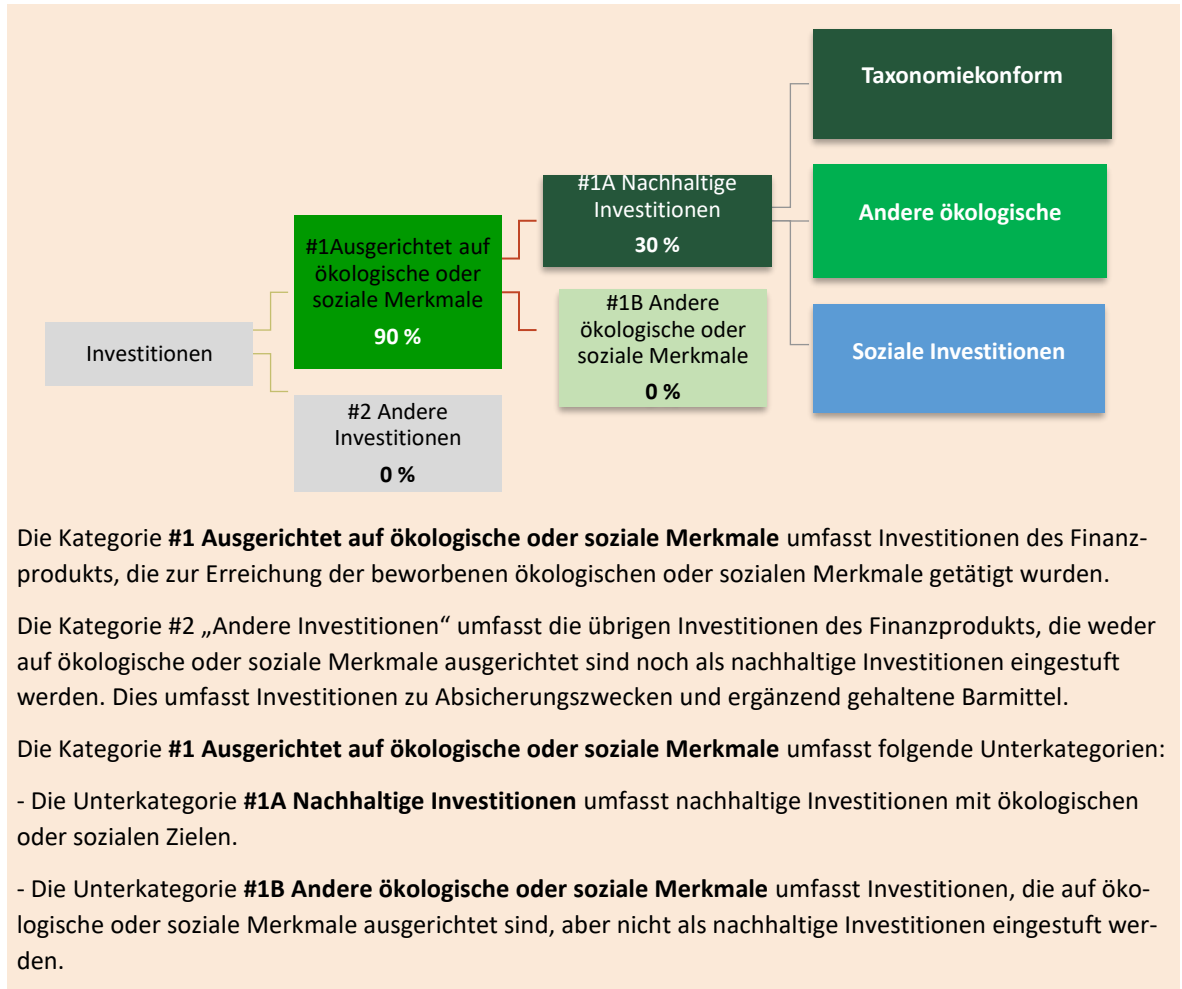 Taxonomiekonform
#1A Nachhaltige
Investitionen
30 %
Andere ökologische
#1Ausgerichtet auf
ökologische oder
soziale Merkmale
90 %
#1B Andere
ökologische oder
soziale Merkmale
0 %
Investitionen
Soziale Investitionen
#2 Andere
Investitionen
0 %
Die Kategorie #1 Ausgerichtet auf ökologische oder soziale Merkmale umfasst Investitionen des Finanz-
produkts, die zur Erreichung der beworbenen ökologischen oder sozialen Merkmale getätigt wurden.
Die Kategorie #2 „Andere Investitionen“ umfasst die übrigen Investitionen des Finanzprodukts, die weder
auf ökologische oder soziale Merkmale ausgerichtet sind noch als nachhaltige Investitionen eingestuft
werden. Dies umfasst Investitionen zu Absicherungszwecken und ergänzend gehaltene Barmittel.
Die Kategorie #1 Ausgerichtet auf ökologische oder soziale Merkmale umfasst folgende Unterkategorien:
- Die Unterkategorie #1A Nachhaltige Investitionen umfasst nachhaltige Investitionen mit ökologischen
oder sozialen Zielen.
- Die Unterkategorie #1B Andere ökologische oder soziale Merkmale umfasst Investitionen, die auf öko-
logische oder soziale Merkmale ausgerichtet sind, aber nicht als nachhaltige Investitionen eingestuft wer-
den.